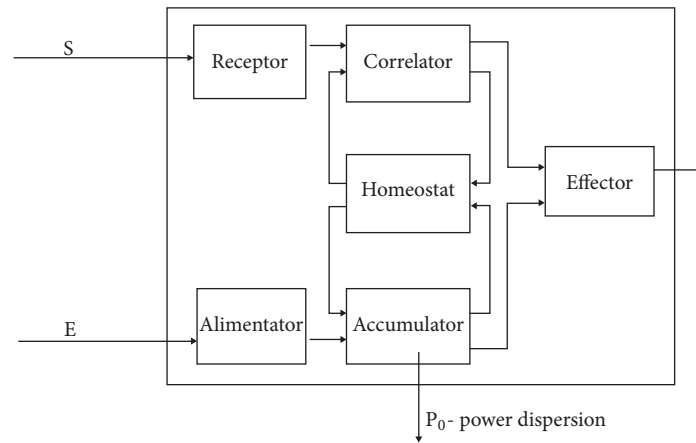 S
Receptor
Correlator
Homeostat
Effector
E
Alimentator
Accumulator
P₀- power dispersion